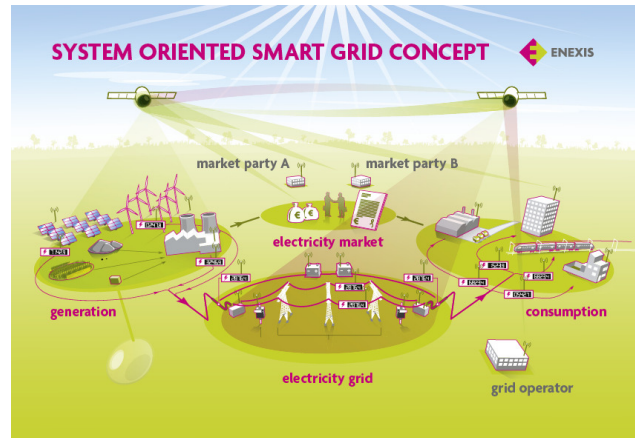 SYSTEM ORIENTED SMART GRID CONCEPT
ENEXIS
market party A
market party B
electricity market
generation
consumption
electricity grid
grid operator